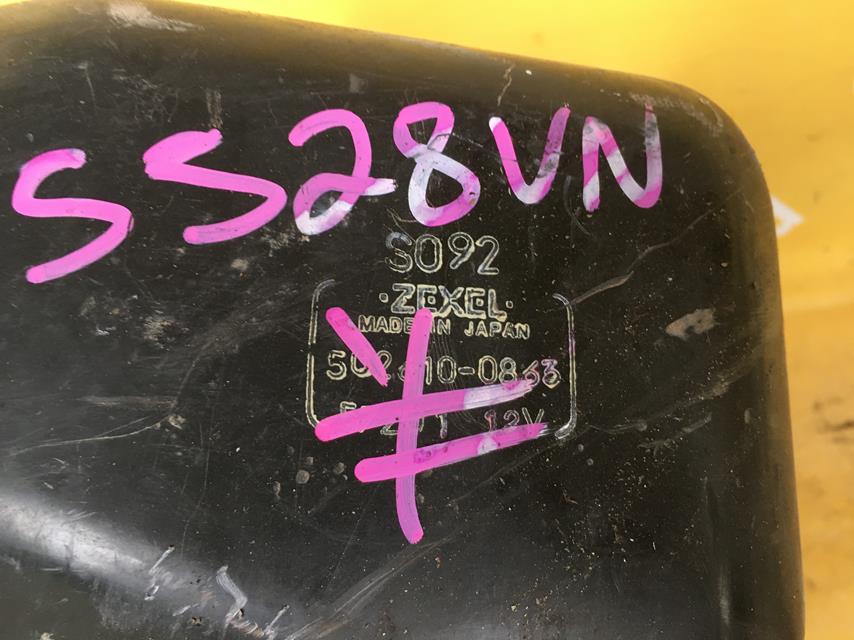 SS28VN
S092
·ZEXEL·
MADE IN JAPAN
12V